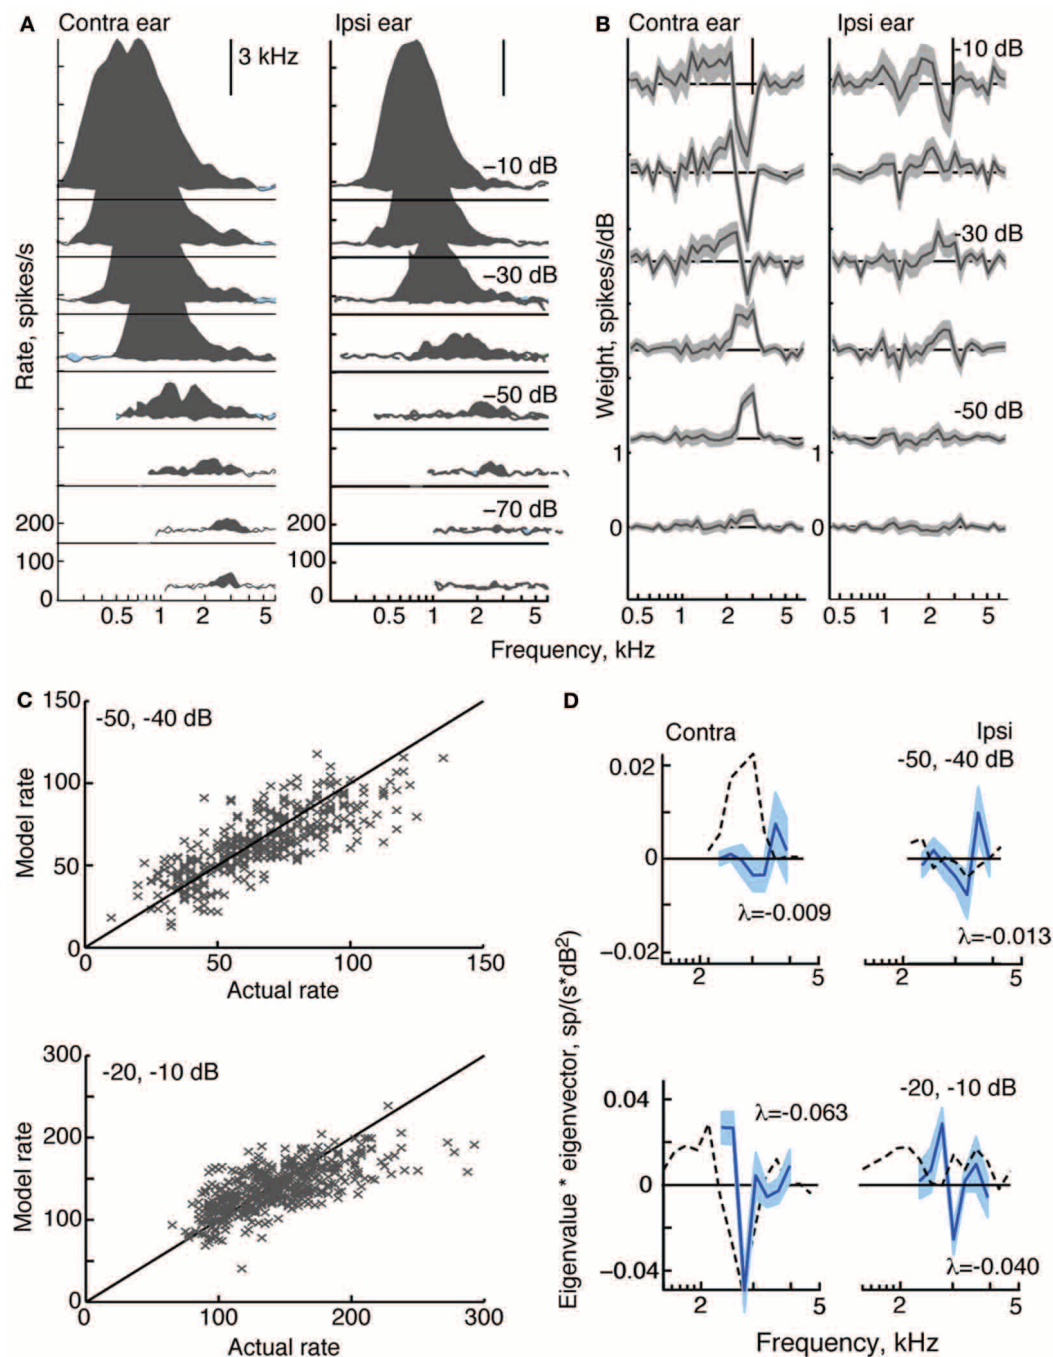 A
Contra ear
Ipsi ear
3 kHz
−10 dB
−30 dB
−50 dB
−70 dB
Rate, spikes/s
200
100
0
200
100
0
0.5 1 2 5
0.5 1 2 5
B
Contra ear
Ipsi ear
-10 dB
-30 dB
-50 dB
Weight, spikes/s/dB
1
0
1
0
0.5 1 2 5
0.5 1 2 5
Frequency, kHz
C
-50, -40 dB
Model rate
150
100
50
0
0 50 100 150
Actual rate
-20, -10 dB
Model rate
300
200
100
0
0 100 200 300
Actual rate
D
Contra
Ipsi
-50, -40 dB
0.02
0
−0.02
λ=-0.009
λ=-0.013
2 5
2 5
Eigenvalue * eigenvector, sp/(s*dB²)
-20, -10 dB
0.04
0
−0.04
λ=-0.063
λ=-0.040
2 5
2 5
Frequency, kHz